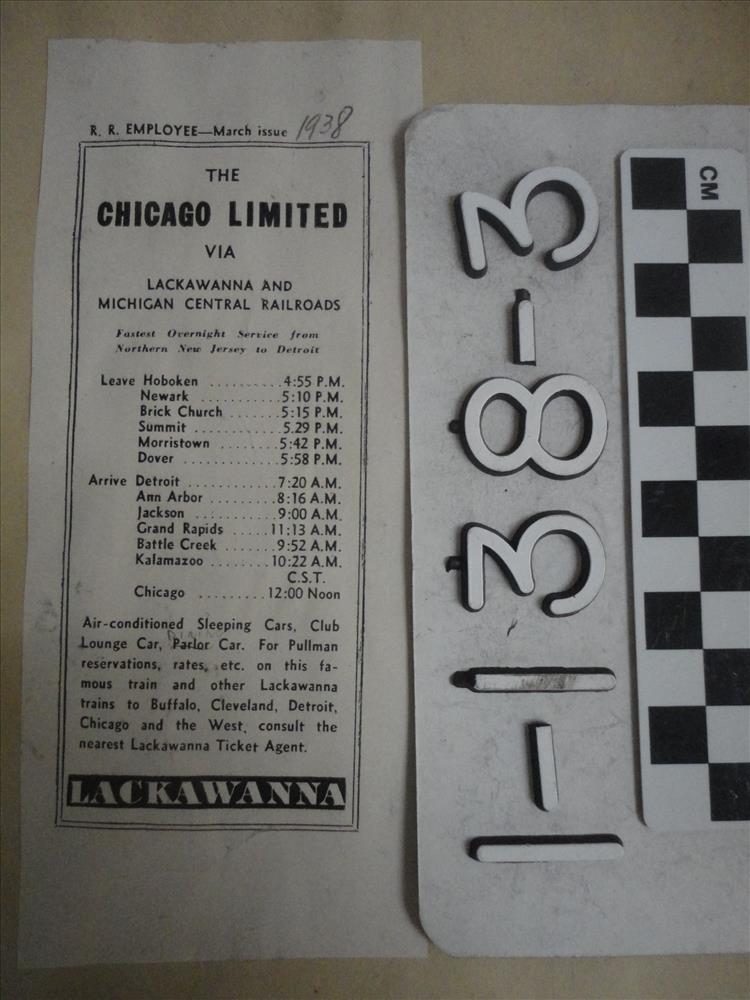 R. R. EMPLOYEE—March issue 1938
THE
CHICAGO LIMITED
VIA
LACKAWANNA AND
MICHIGAN CENTRAL RAILROADS
Fastest Overnight Service from
Northern New Jersey to Detroit
Leave Hoboken ..........4:55 P.M.
Newark ...........5:10 P.M.
Brick Church .......5:15 P.M.
Summit ............5.29 P.M.
Morristown ........5:42 P.M.
Dover .............5:58 P.M.
Arrive Detroit ............7:20 A.M.
Ann Arbor .........8:16 A.M.
Jackson ...........9:00 A.M.
Grand Rapids .....11:13 A.M.
Battle Creek .......9:52 A.M.
Kalamazoo ........10:22 A.M.
C.S.T.
Chicago .........12:00 Noon
Air-conditioned Sleeping Cars, Club
Lounge Car, Parlor Car. For Pullman
reservations, rates, etc. on this fa-
mous train and other Lackawanna
trains to Buffalo, Cleveland, Detroit,
Chicago and the West, consult the
nearest Lackawanna Ticket Agent.
LACKAWANNA
1-138-3
CM